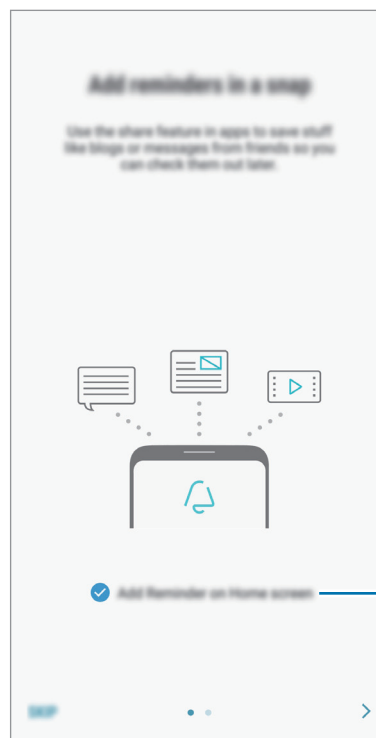 Add reminders in a snap
Use the share feature in apps to save stuff
like blogs or messages from friends so you
can check them out later.
Add Reminder on Home screen
SKIP